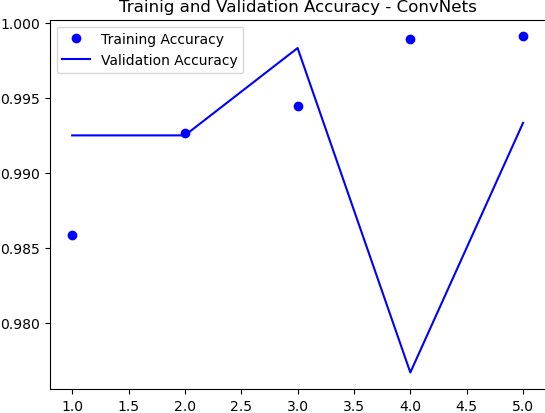 Trainig and Validation Accuracy - ConvNets
1.000
Training Accuracy
Validation Accuracy
0.995
0.990
0.985
0.980
1.0 1.5 2.0 2.5 3.0 3.5 4.0 4.5 5.0